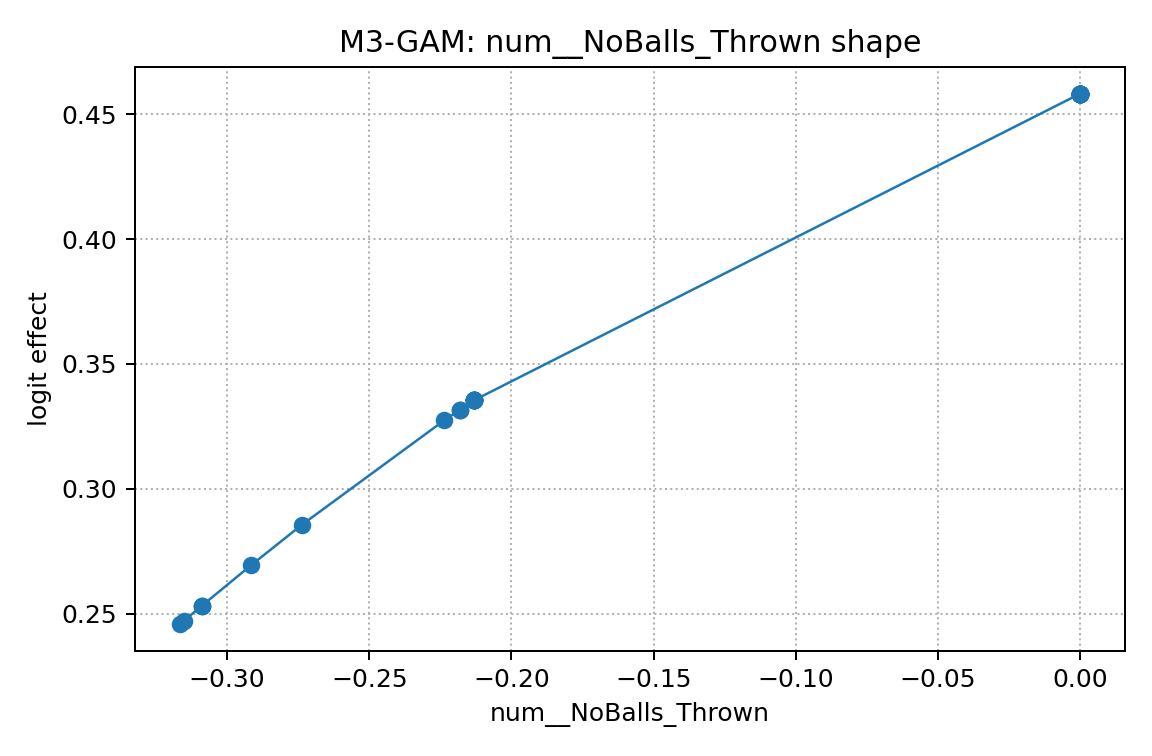 M3-GAM: num__NoBalls_Thrown shape
0.45
0.40
0.35
0.30
0.25
logit effect
−0.30 −0.25 −0.20 −0.15 −0.10 −0.05 0.00
num__NoBalls_Thrown